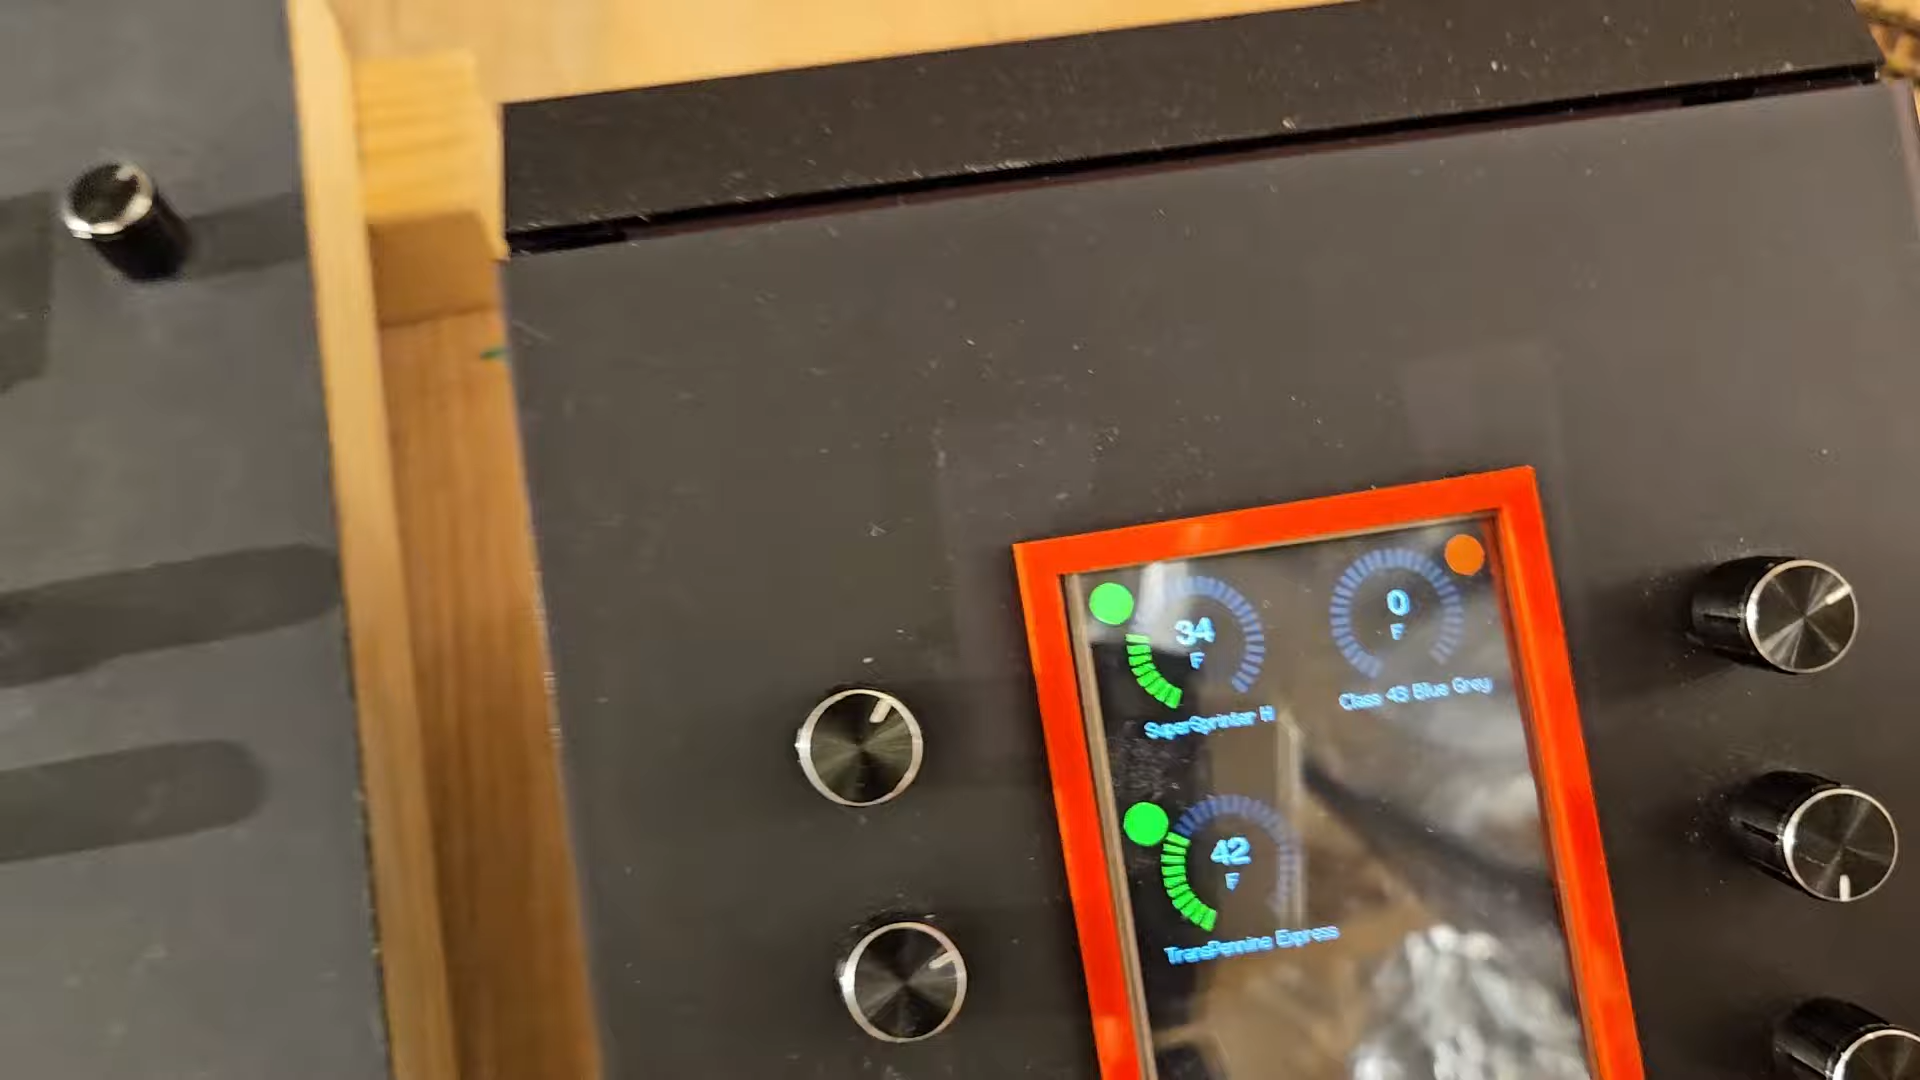 34
F
SuperSprinter H
0
F
Class 43 Blue Grey
42
F
TransPennine Express